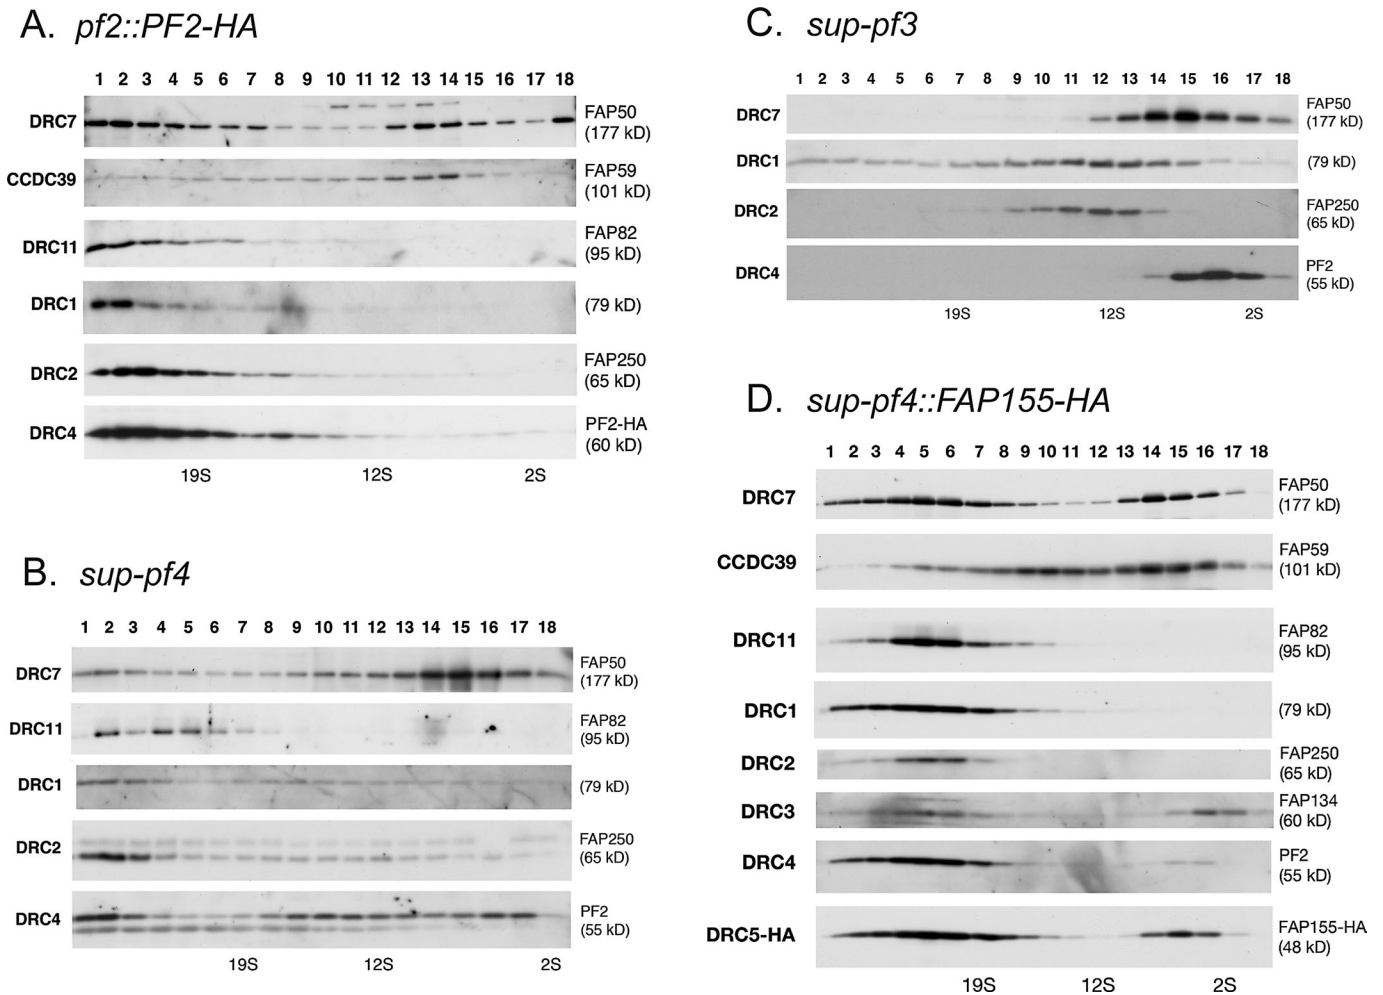 A. pf2::PF2-HA
1 2 3 4 5 6 7 8 9 10 11 12 13 14 15 16 17 18
DRC7 FAP50 (177 kD)
CCDC39 FAP59 (101 kD)
DRC11 FAP82 (95 kD)
DRC1 (79 kD)
DRC2 FAP250 (65 kD)
DRC4 PF2-HA (60 kD)
19S 12S 2S
B. sup-pf4
1 2 3 4 5 6 7 8 9 10 11 12 13 14 15 16 17 18
DRC7 FAP50 (177 kD)
DRC11 FAP82 (95 kD)
DRC1 (79 kD)
DRC2 FAP250 (65 kD)
DRC4 PF2 (55 kD)
19S 12S 2S
C. sup-pf3
1 2 3 4 5 6 7 8 9 10 11 12 13 14 15 16 17 18
DRC7 FAP50 (177 kD)
DRC1 (79 kD)
DRC2 FAP250 (65 kD)
DRC4 PF2 (55 kD)
19S 12S 2S
D. sup-pf4::FAP155-HA
1 2 3 4 5 6 7 8 9 10 11 12 13 14 15 16 17 18
DRC7 FAP50 (177 kD)
CCDC39 FAP59 (101 kD)
DRC11 FAP82 (95 kD)
DRC1 (79 kD)
DRC2 FAP250 (65 kD)
DRC3 FAP134 (60 kD)
DRC4 PF2 (55 kD)
DRC5-HA FAP155-HA (48 kD)
19S 12S 2S